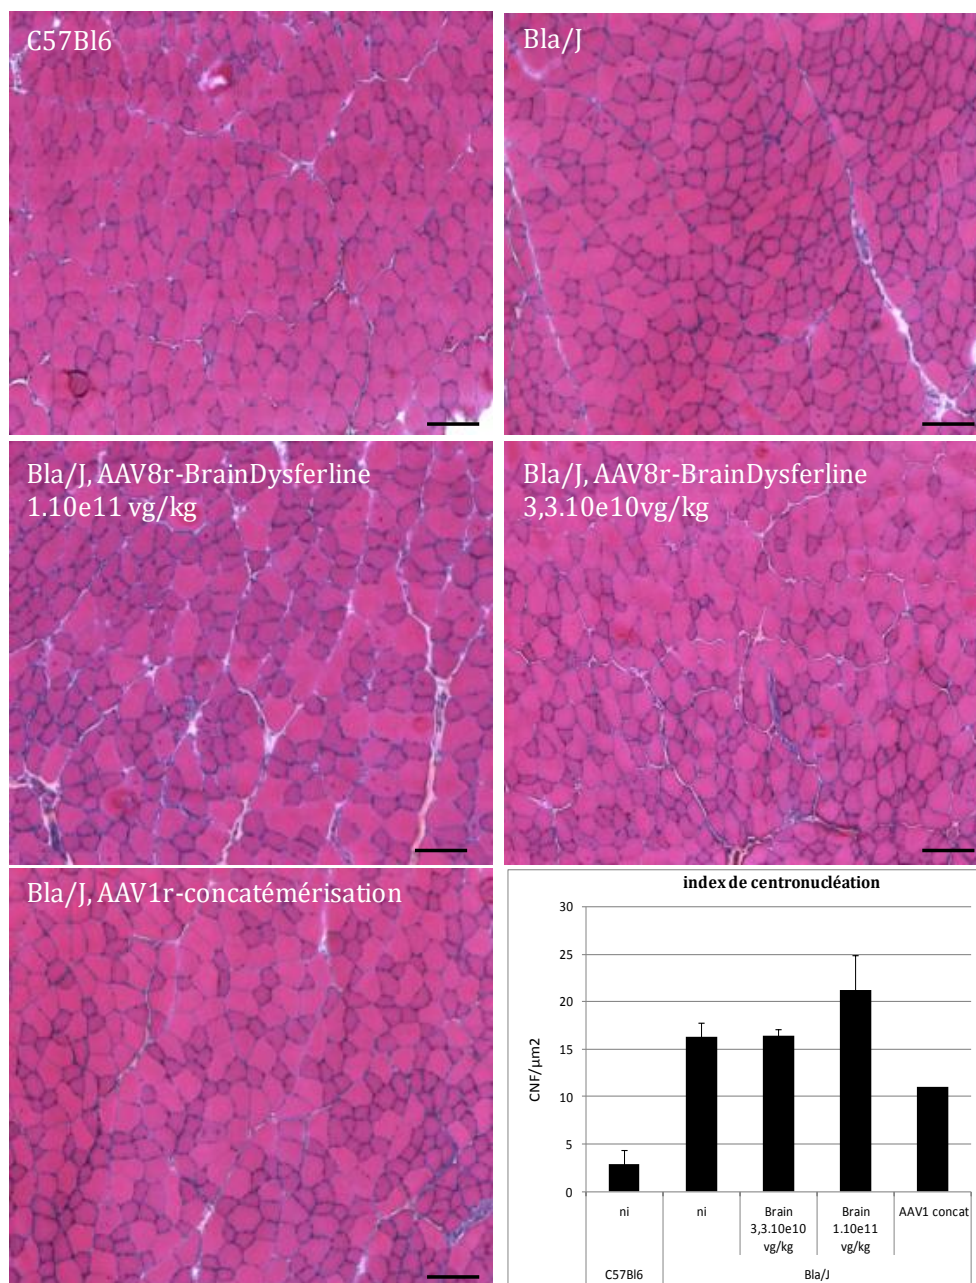 C57Bl6
Bla/J
Bla/J, AAV8r-BrainDysferline
1.10e11 vg/kg
Bla/J, AAV8r-BrainDysferline
3,3.10e10vg/kg
Bla/J, AAV1r-concatémérisation
index de centronucléation
30
25
20
15
10
5
0
CNF/µm2
ni
ni
Brain
3,3.10e10
vg/kg
Brain
1.10e11
vg/kg
AAV1 concat
C57Bl6
Bla/J